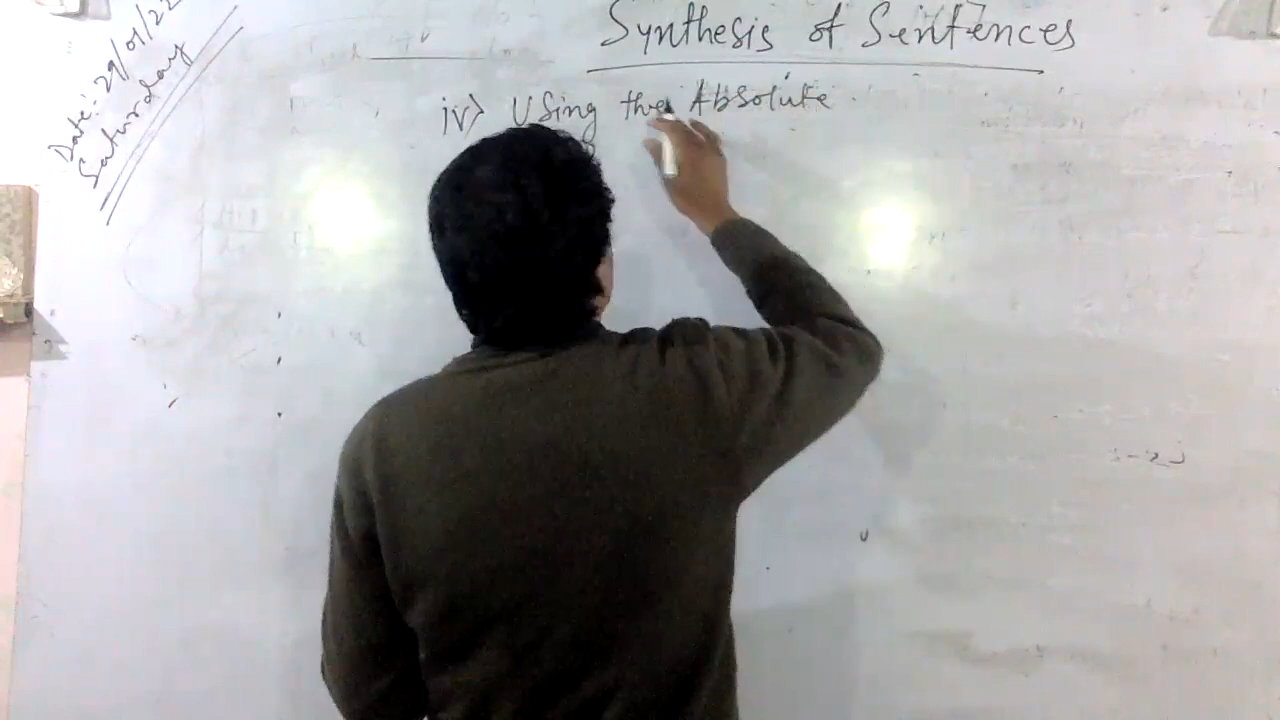 Date: 29/01/22
Saturday
Synthesis of Sentences
iv) Using the Absolute